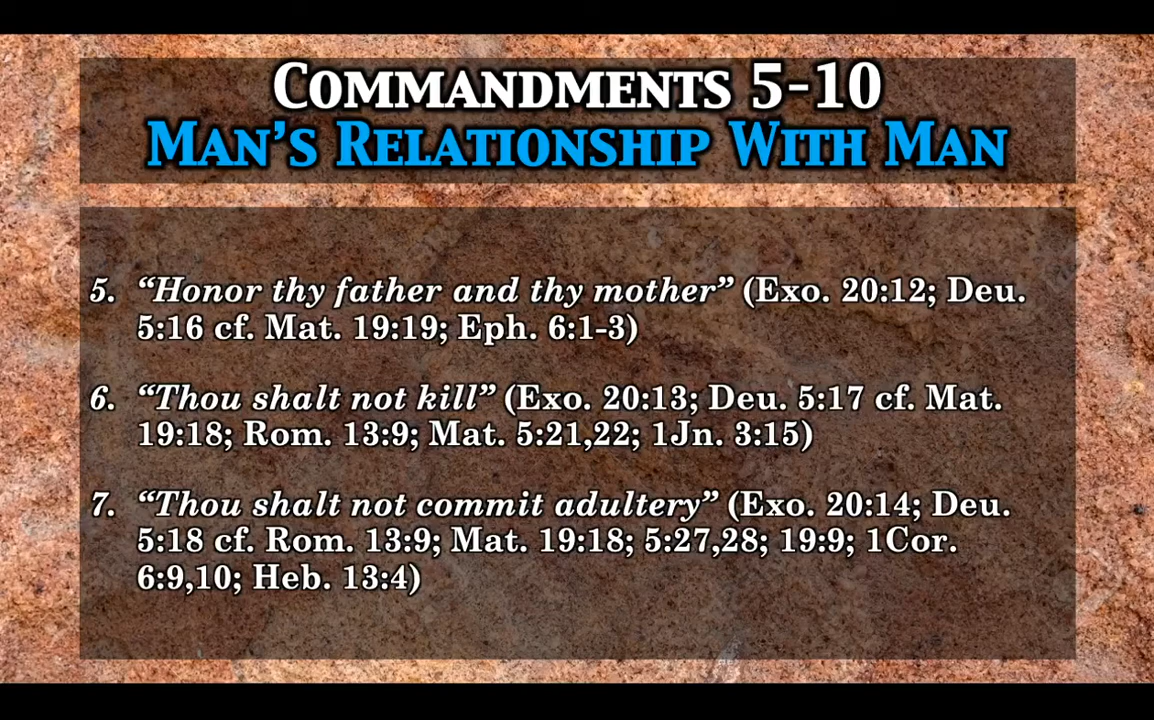 COMMANDMENTS 5-10
MAN'S RELATIONSHIP WITH MAN
5. “Honor thy father and thy mother” (Exo. 20:12; Deu.
5:16 cf. Mat. 19:19; Eph. 6:1-3)
6. “Thou shalt not kill” (Exo. 20:13; Deu. 5:17 cf. Mat.
19:18; Rom. 13:9; Mat. 5:21,22; 1Jn. 3:15)
7. “Thou shalt not commit adultery” (Exo. 20:14; Deu.
5:18 cf. Rom. 13:9; Mat. 19:18; 5:27,28; 19:9; 1Cor.
6:9,10; Heb. 13:4)